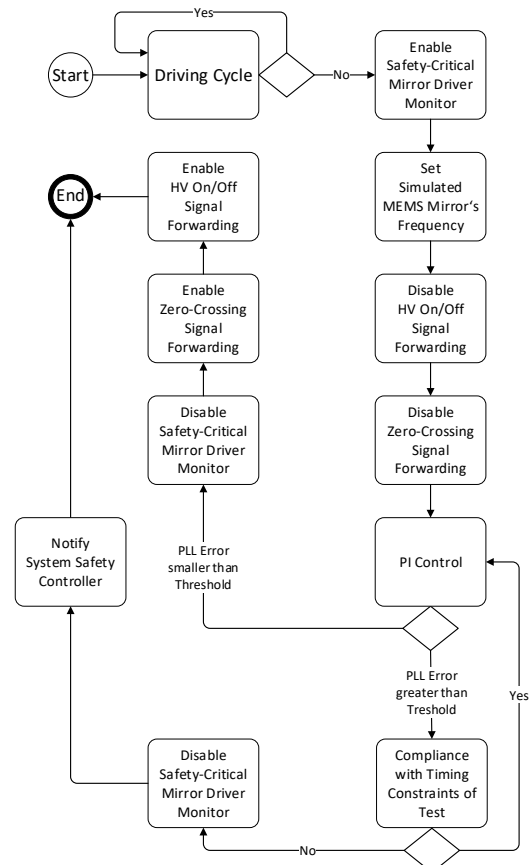 Yes
Start
Driving Cycle
No
Enable
Safety-Critical
Mirror Driver
Monitor
End
Enable
HV On/Off
Signal
Forwarding
Set
Simulated
MEMS Mirror‘s
Frequency
Enable
Zero-Crossing
Signal
Forwarding
Disable
HV On/Off
Signal
Forwarding
Disable
Safety-Critical
Mirror Driver
Monitor
Disable
Zero-Crossing
Signal
Forwarding
Notify
System Safety
Controller
PLL Error
smaller than
Threshold
PI Control
PLL Error
greater than
Treshold
Yes
Disable
Safety-Critical
Mirror Driver
Monitor
Compliance
with Timing
Constraints of
Test
No